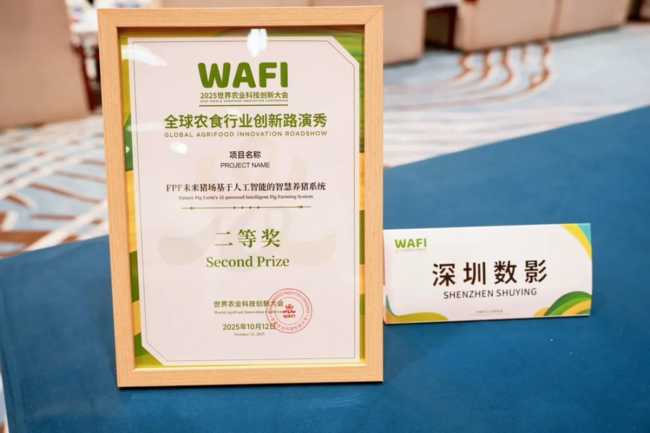 WAFI
2025世界农业科技创新大会
2025 WORLD AGRIFOOD INNOVATION CONFERENCE
全球农食行业创新路演秀
GLOBAL AGRIFOOD INNOVATION ROADSHOW
项目名称
PROJECT NAME
FPF未来猪场基于人工智能的智慧养猪系统
Future Pig Farm's AI-powered Intelligent Pig Farming System
二等奖
Second Prize
世界农业科技创新大会
World AgriFood Innovation
2025年10月12日
October 12, 2025
WAFI
WAFI
深圳数影
SHENZHEN SHUYING